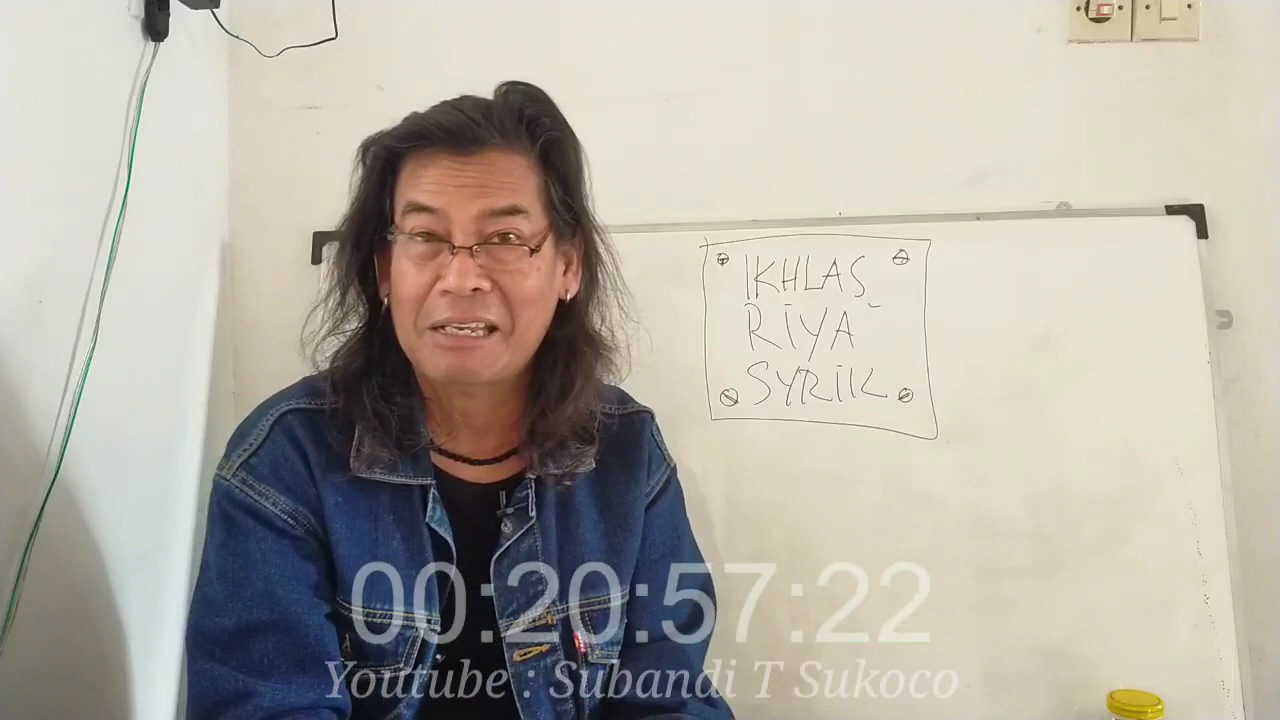 IKHLAS
RIYA
SYRIK
00:20:57:22
Youtube : Subandi T Sukoco